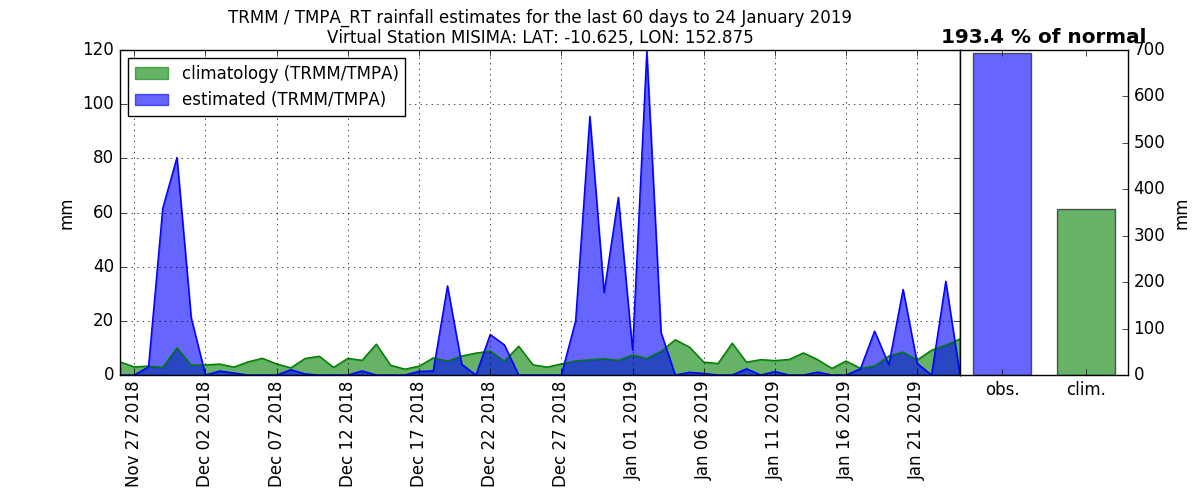 TRMM / TMPA_RT rainfall estimates for the last 60 days to 24 January 2019
Virtual Station MISIMA: LAT: -10.625, LON: 152.875
193.4 % of normal
climatology (TRMM/TMPA)
estimated (TRMM/TMPA)
120
100
80
60
40
20
0
mm
Nov 27 2018
Dec 02 2018
Dec 07 2018
Dec 12 2018
Dec 17 2018
Dec 22 2018
Dec 27 2018
Jan 01 2019
Jan 06 2019
Jan 11 2019
Jan 16 2019
Jan 21 2019
700
600
500
400
300
200
100
0
mm
obs.
clim.